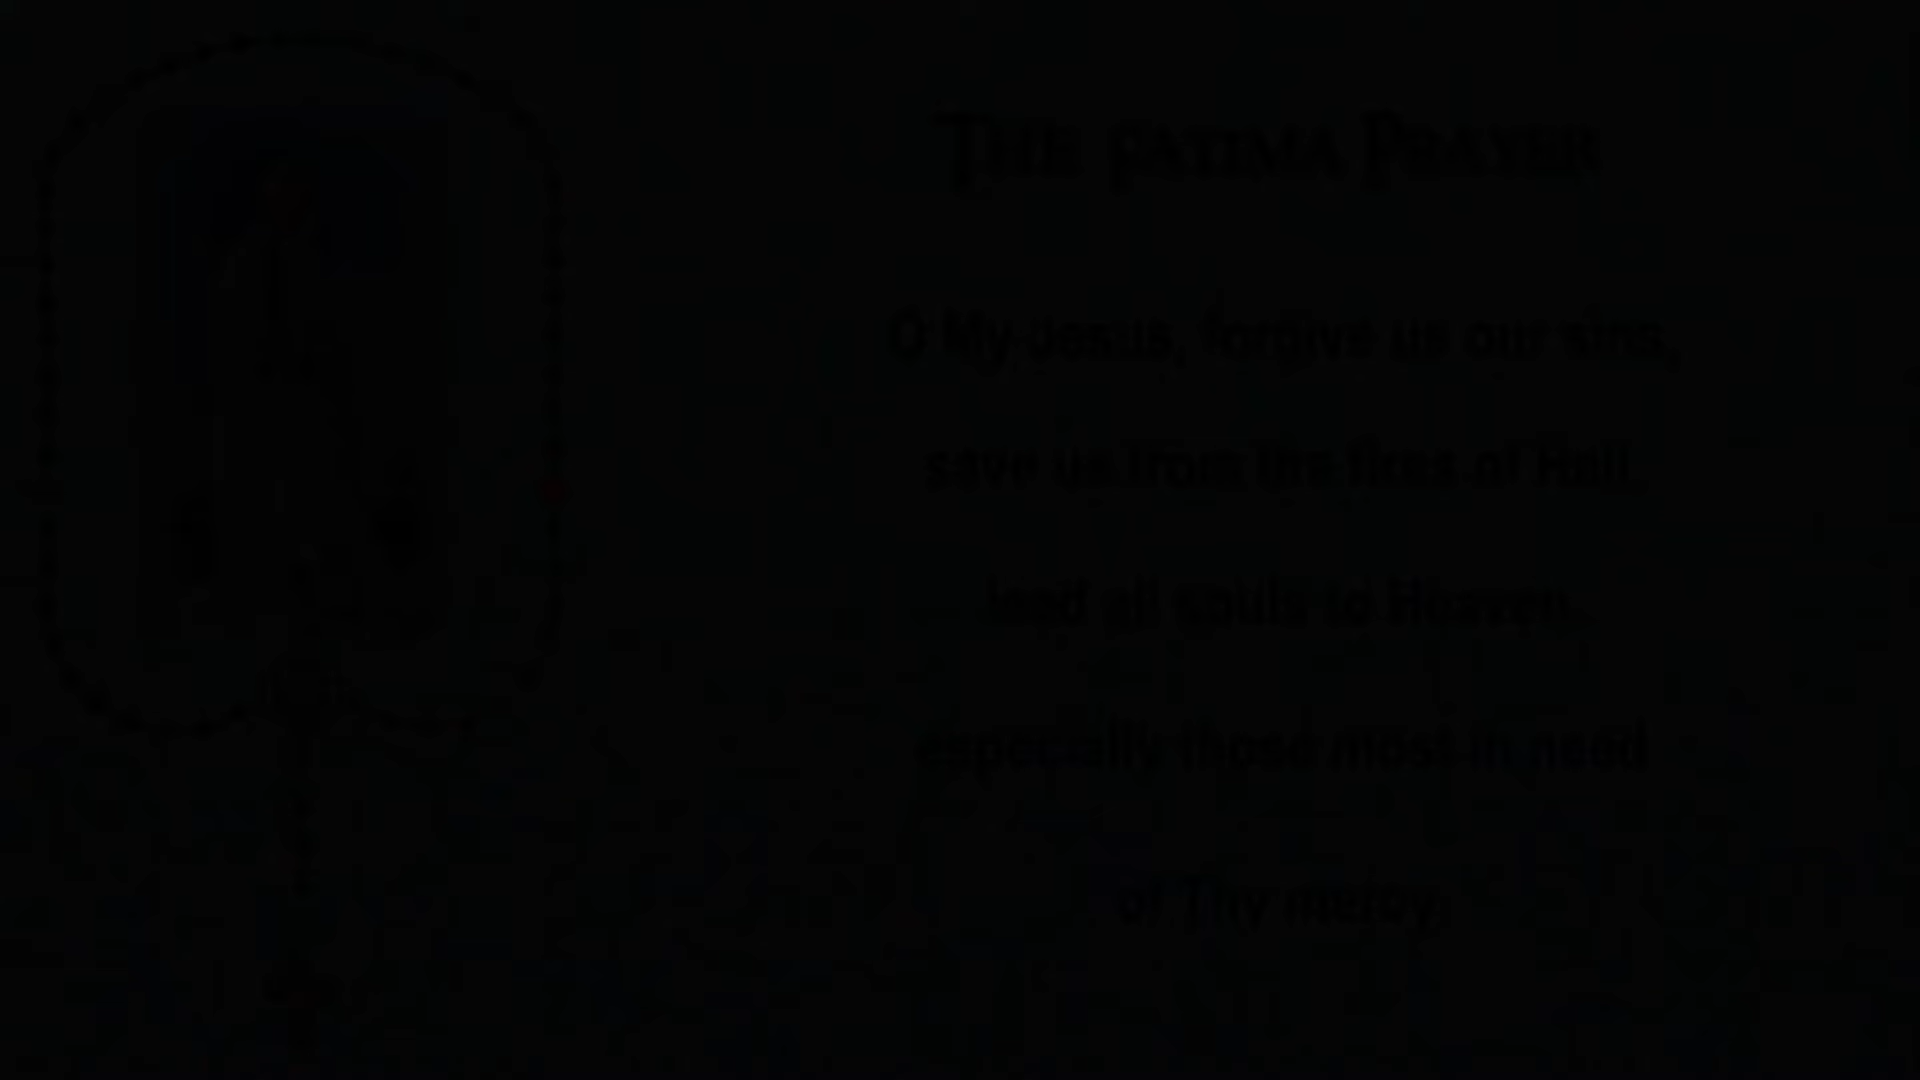 THE FATIMA PRAYER
O My Jesus, forgive us our sins,
save us from the fires of Hell,
lead all souls to Heaven,
especially those most in need
of Thy mercy.